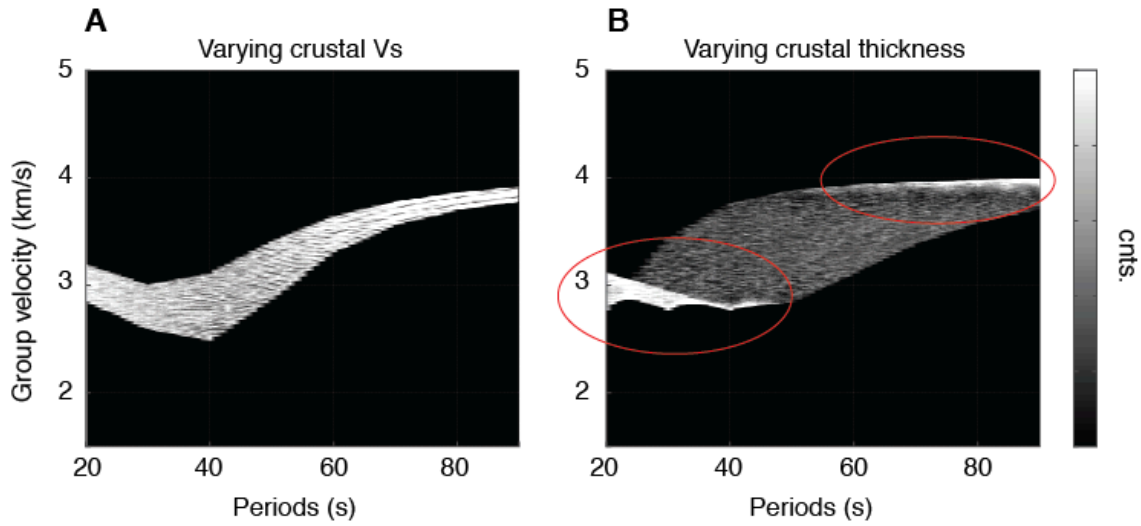 A
B
Varying crustal Vs
Varying crustal thickness
5
4
3
2
20
40
60
80
Group velocity (km/s)
Periods (s)
5
4
3
2
20
40
60
80
Periods (s)
cnts.